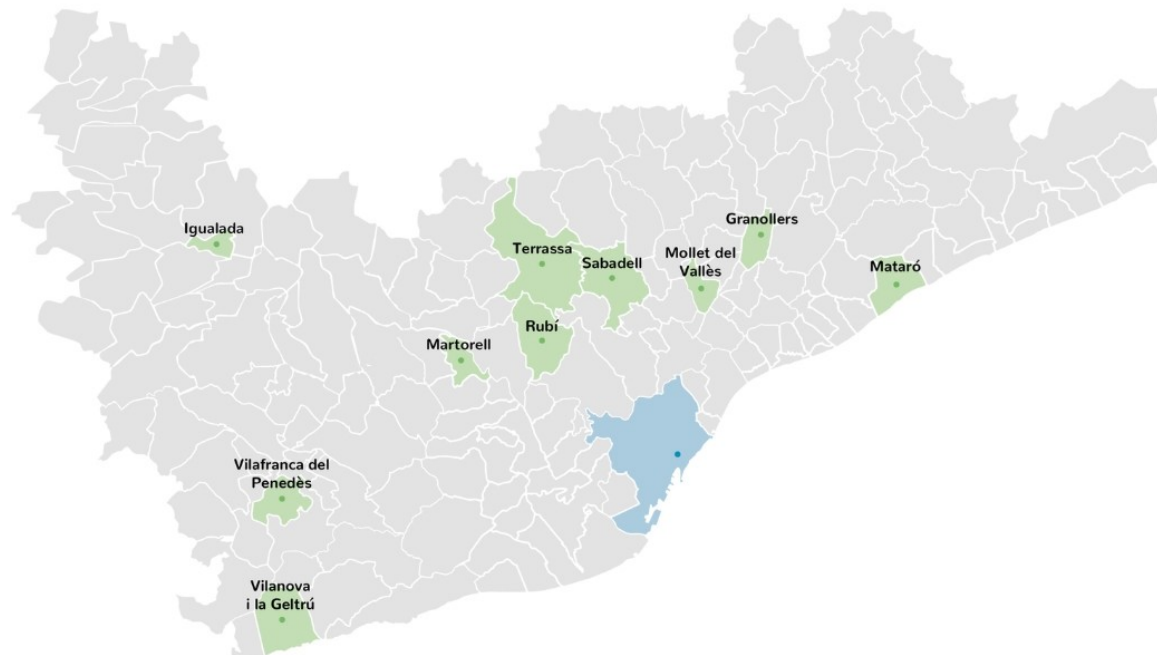 Igualada
Terrassa
Sabadell
Mollet del
Vallès
Granollers
Mataró
Rubí
Martorell
Vilafranca del
Penedès
Vilanova
i la Geltrú